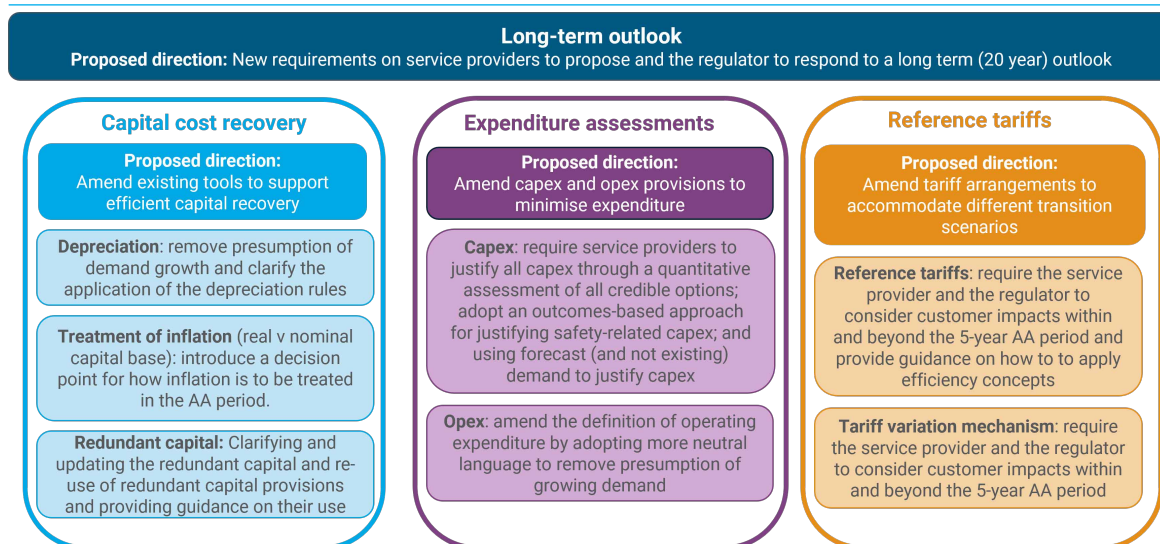 Long-term outlook
Proposed direction: New requirements on service providers to propose and the regulator to respond to a long term (20 year) outlook
Capital cost recovery
Proposed direction:
Amend existing tools to support
efficient capital recovery
Depreciation: remove presumption of
demand growth and clarify the
application of the depreciation rules
Treatment of inflation (real v nominal
capital base): introduce a decision
point for how inflation is to be treated
in the AA period.
Redundant capital: Clarifying and
updating the redundant capital and re-
use of redundant capital provisions
and providing guidance on their use
Expenditure assessments
Proposed direction:
Amend capex and opex provisions to
minimise expenditure
Capex: require service providers to
justify all capex through a quantitative
assessment of all credible options;
adopt an outcomes-based approach
for justifying safety-related capex; and
using forecast (and not existing)
demand to justify capex
Opex: amend the definition of operating
expenditure by adopting more neutral
language to remove presumption of
growing demand
Reference tariffs
Proposed direction:
Amend tariff arrangements to
accommodate different transition
scenarios
Reference tariffs: require the service
provider and the regulator to
consider customer impacts within
and beyond the 5-year AA period and
provide guidance on how to to apply
efficiency concepts
Tariff variation mechanism: require
the service provider and the regulator
to consider customer impacts within
and beyond the 5-year AA period